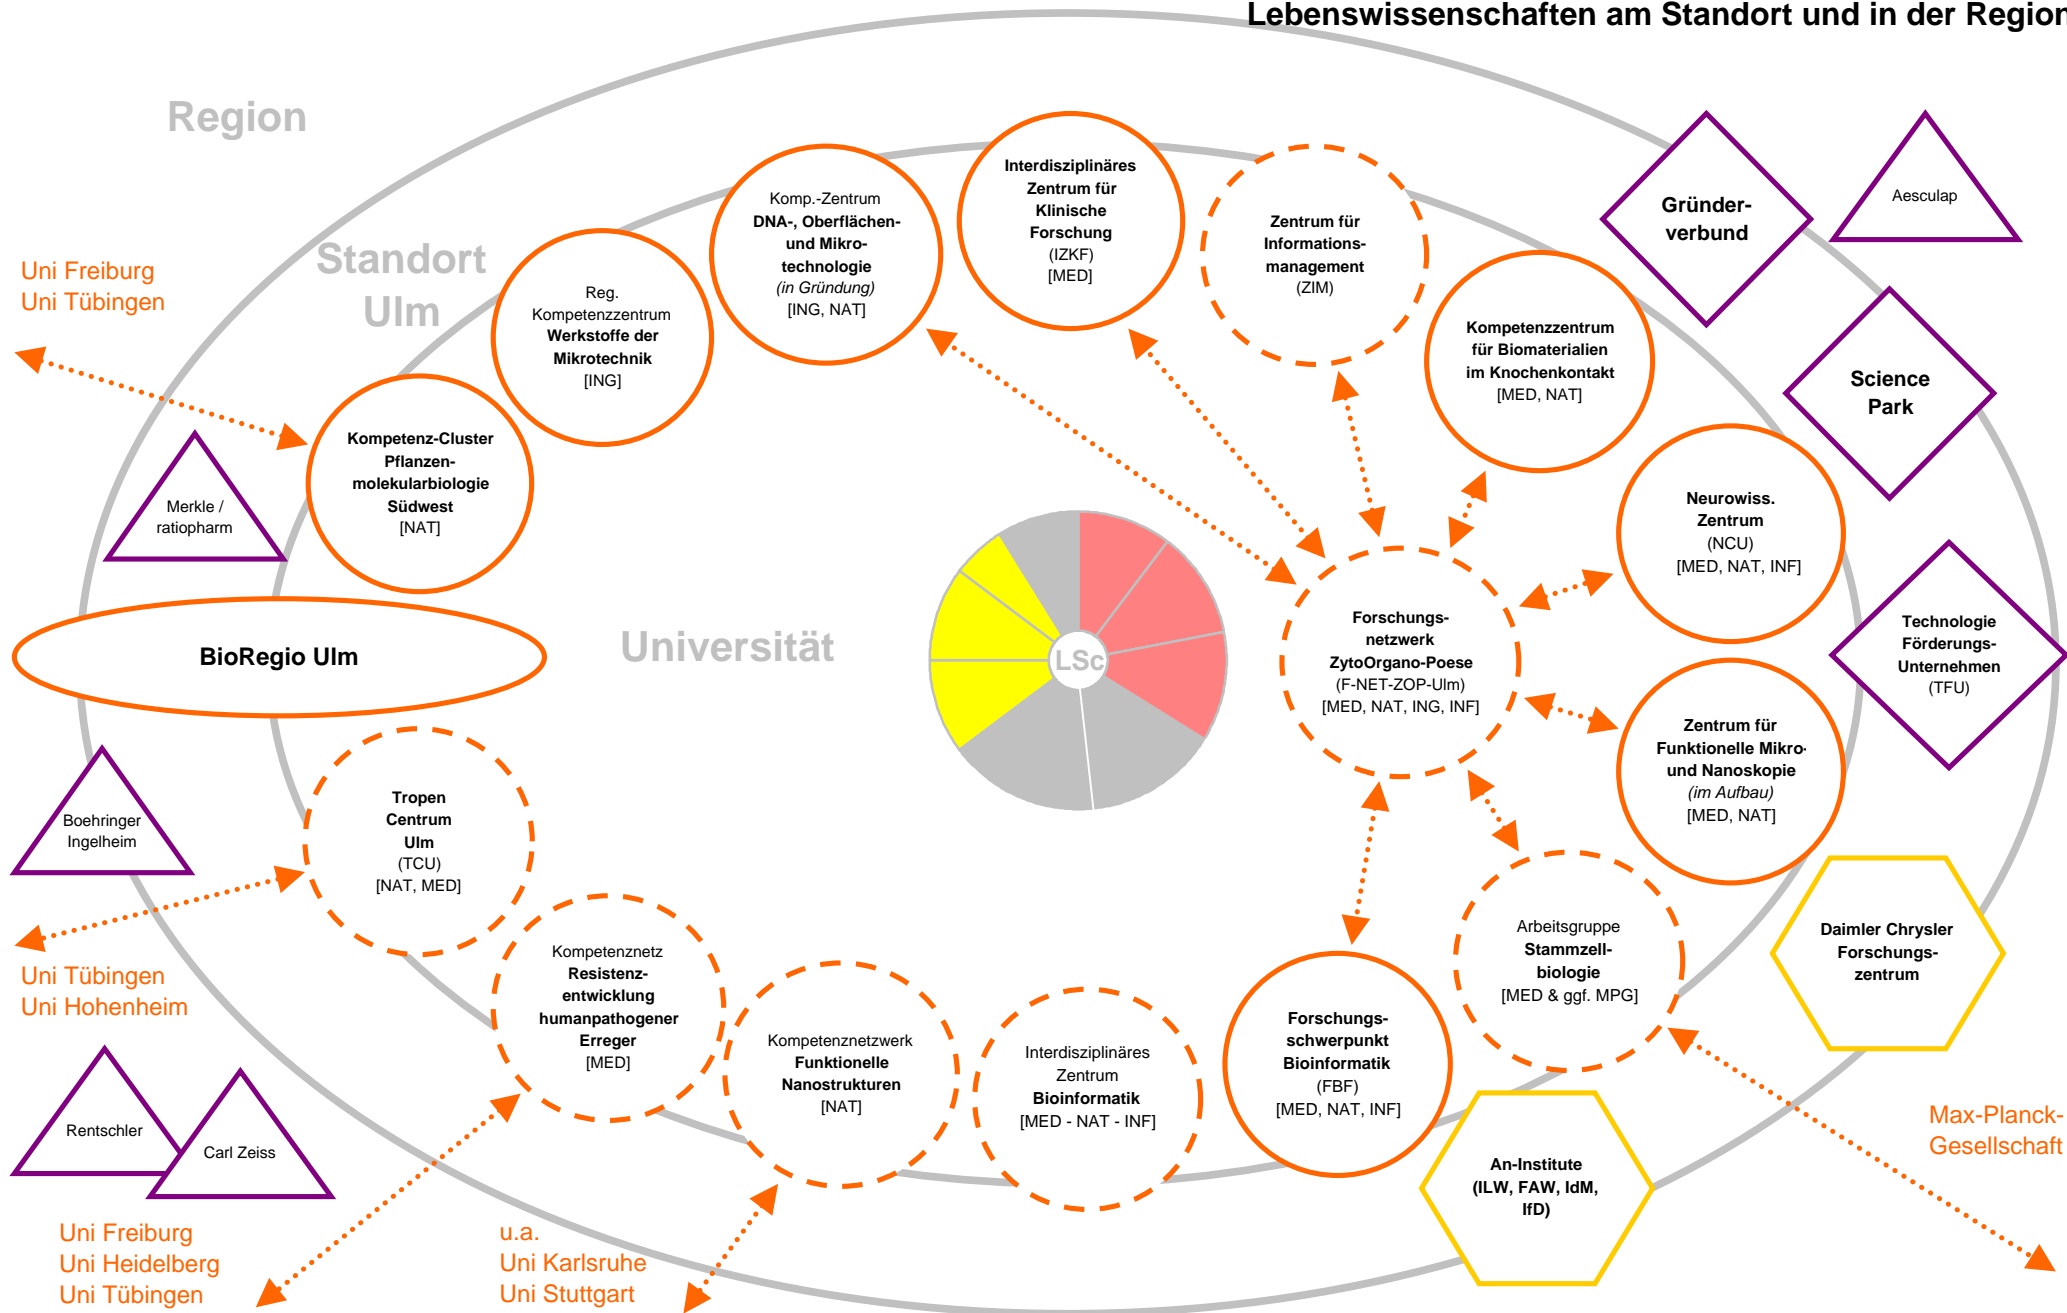 Lebenswissenschaften am Standort und in der Region
Region
Standort
Ulm
Universität
LSc
Uni Freiburg
Uni Tübingen
Kompetenz-Cluster
Pflanzen-
molekularbiologie
Südwest
[NAT]
Reg.
Kompetenzzentrum
Werkstoffe der
Mikrotechnik
[ING]
Komp.-Zentrum
DNA-, Oberflächen-
und Mikro-
technologie
(in Gründung)
[ING, NAT]
Interdisziplinäres
Zentrum für
Klinische
Forschung
(IZKF)
[MED]
Zentrum für
Informations-
management
(ZIM)
Kompetenzzentrum
für Biomaterialien
im Knochenkontakt
[MED, NAT]
Gründer-
verbund
Aesculap
Science
Park
Neurowiss.
Zentrum
(NCU)
[MED, NAT, INF]
Technologie
Förderungs-
Unternehmen
(TFU)
Forschungs-
netzwerk
ZytoOrgano-Poese
(F-NET-ZOP-Ulm)
[MED, NAT, ING, INF]
Zentrum für
Funktionelle Mikro-
und Nanoskopie
(im Aufbau)
[MED, NAT]
Merkle /
ratiopharm
BioRegio Ulm
Boehringer
Ingelheim
Tropen
Centrum
Ulm
(TCU)
[NAT, MED]
Uni Tübingen
Uni Hohenheim
Kompetenznetz
Resistenz-
entwicklung
humanpathogener
Erreger
[MED]
Kompetenznetzwerk
Funktionelle
Nanostrukturen
[NAT]
Interdisziplinäres
Zentrum
Bioinformatik
[MED - NAT - INF]
Forschungs-
schwerpunkt
Bioinformatik
(FBF)
[MED, NAT, INF]
Arbeitsgruppe
Stammzell-
biologie
[MED & ggf. MPG]
Daimler Chrysler
Forschungs-
zentrum
An-Institute
(ILW, FAW, IdM,
IfD)
Max-Planck-
Gesellschaft
Rentschler
Carl Zeiss
Uni Freiburg
Uni Heidelberg
Uni Tübingen
u.a.
Uni Karlsruhe
Uni Stuttgart